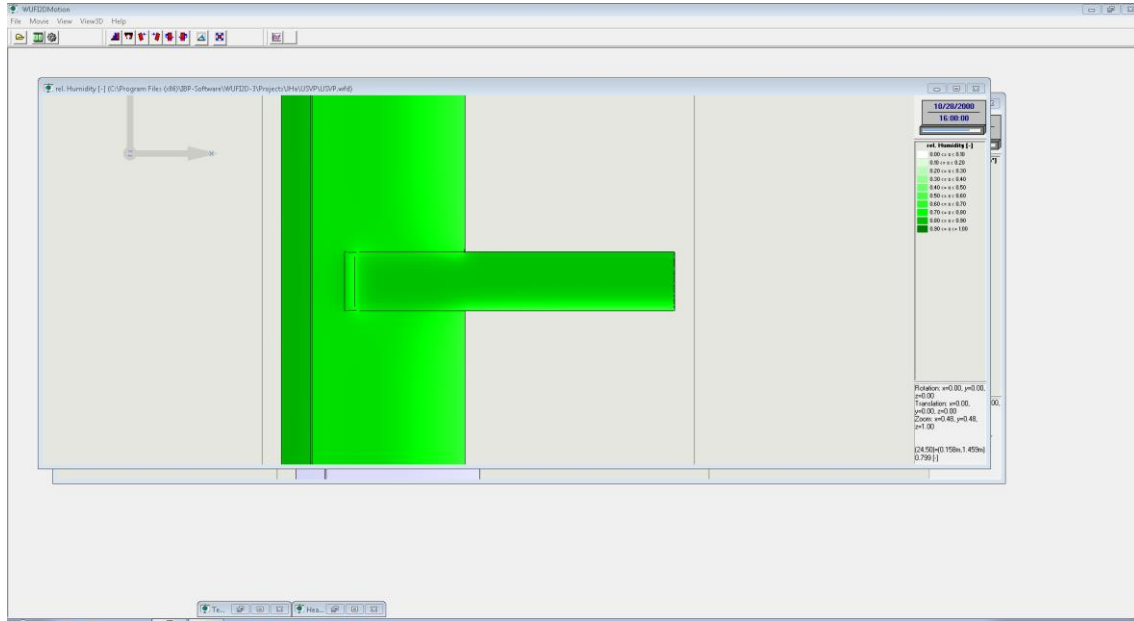 WUFI2DMotion
File Movie View View3D Help
rel. Humidity [-] (C:\Program Files (x86)\IBP-Software\WUFI2D-3\Projects\UHa\USVP\USVP.wfd)
10/28/2000
16:00:00
rel. Humidity [-]
0.00 <= x < 0.10
0.10 <= x < 0.20
0.20 <= x < 0.30
0.30 <= x < 0.40
0.40 <= x < 0.50
0.50 <= x < 0.60
0.60 <= x < 0.70
0.70 <= x < 0.80
0.80 <= x < 0.90
0.90 <= x <= 1.00
Rotation: x=0.00, y=0.00,
z=0.00
Translation: x=0.00,
y=0.00, z=0.00
Zoom: x=0.48, y=0.48,
z=1.00
(24,50)=(0.158m,1.459m)
0.799 [-]
00,
Te...
Hea...